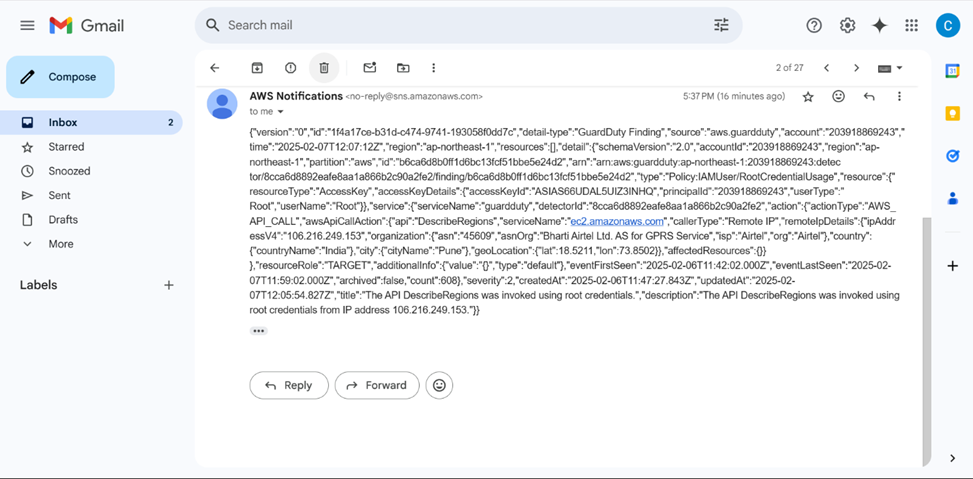 Gmail
Search mail
C
Compose
2 of 27
Inbox 2
Starred
Snoozed
Sent
Drafts
More
Labels
AWS Notifications <no-reply@sns.amazonaws.com>
5:37 PM (16 minutes ago)
to me
{"version":"0","id":"1f4a17ce-b31d-c474-9741-193058f0dd7c","detail-type":"GuardDuty Finding","source":"aws.guardduty","account":"203918869243","
time":"2025-02-07T12:07:12Z","region":"ap-northeast-1","resources":[],"detail":{"schemaVersion":"2.0","accountId":"203918869243","region":"ap-
northeast-1","partition":"aws","id":"b6ca6d8b0ff1d6bc13fcf51bbe5e24d2","arn":"arn:aws:guardduty:ap-northeast-1:203918869243:detec
tor/8cca6d8892eafe8aa1a866b2c90a2fe2/finding/b6ca6d8b0ff1d6bc13fcf51bbe5e24d2","type":"Policy:IAMUser/RootCredentialUsage","resource":{"
resourceType":"AccessKey","accessKeyDetails":{"accessKeyId":"ASIAS66UDAL5UIZ3INHQ","principalId":"203918869243","userType":"
Root","userName":"Root"}},"service":{"serviceName":"guardduty","detectorId":"8cca6d8892eafe8aa1a866b2c90a2fe2","action":{"actionType":"AWS_
API_CALL","awsApiCallAction":{"api":"DescribeRegions","serviceName":"ec2.amazonaws.com","callerType":"Remote IP","remoteIpDetails":{"ipAddr
essV4":"106.216.249.153","organization":{"asn":"45609","asnOrg":"Bharti Airtel Ltd. AS for GPRS Service","isp":"Airtel","org":"Airtel"},"country":
{"countryName":"India"},"city":{"cityName":"Pune"},"geoLocation":{"lat":18.5211,"lon":73.8502}},"affectedResources":{}}
},"resourceRole":"TARGET","additionalInfo":{"value":"{}","type":"default"},"eventFirstSeen":"2025-02-06T11:42:02.000Z","eventLastSeen":"2025-02-
07T11:59:02.000Z","archived":false,"count":608},"severity":2,"createdAt":"2025-02-06T11:47:27.843Z","updatedAt":"2025-02-
07T12:05:54.827Z","title":"The API DescribeRegions was invoked using root credentials.","description":"The API DescribeRegions was invoked using
root credentials from IP address 106.216.249.153."}}
Reply
Forward